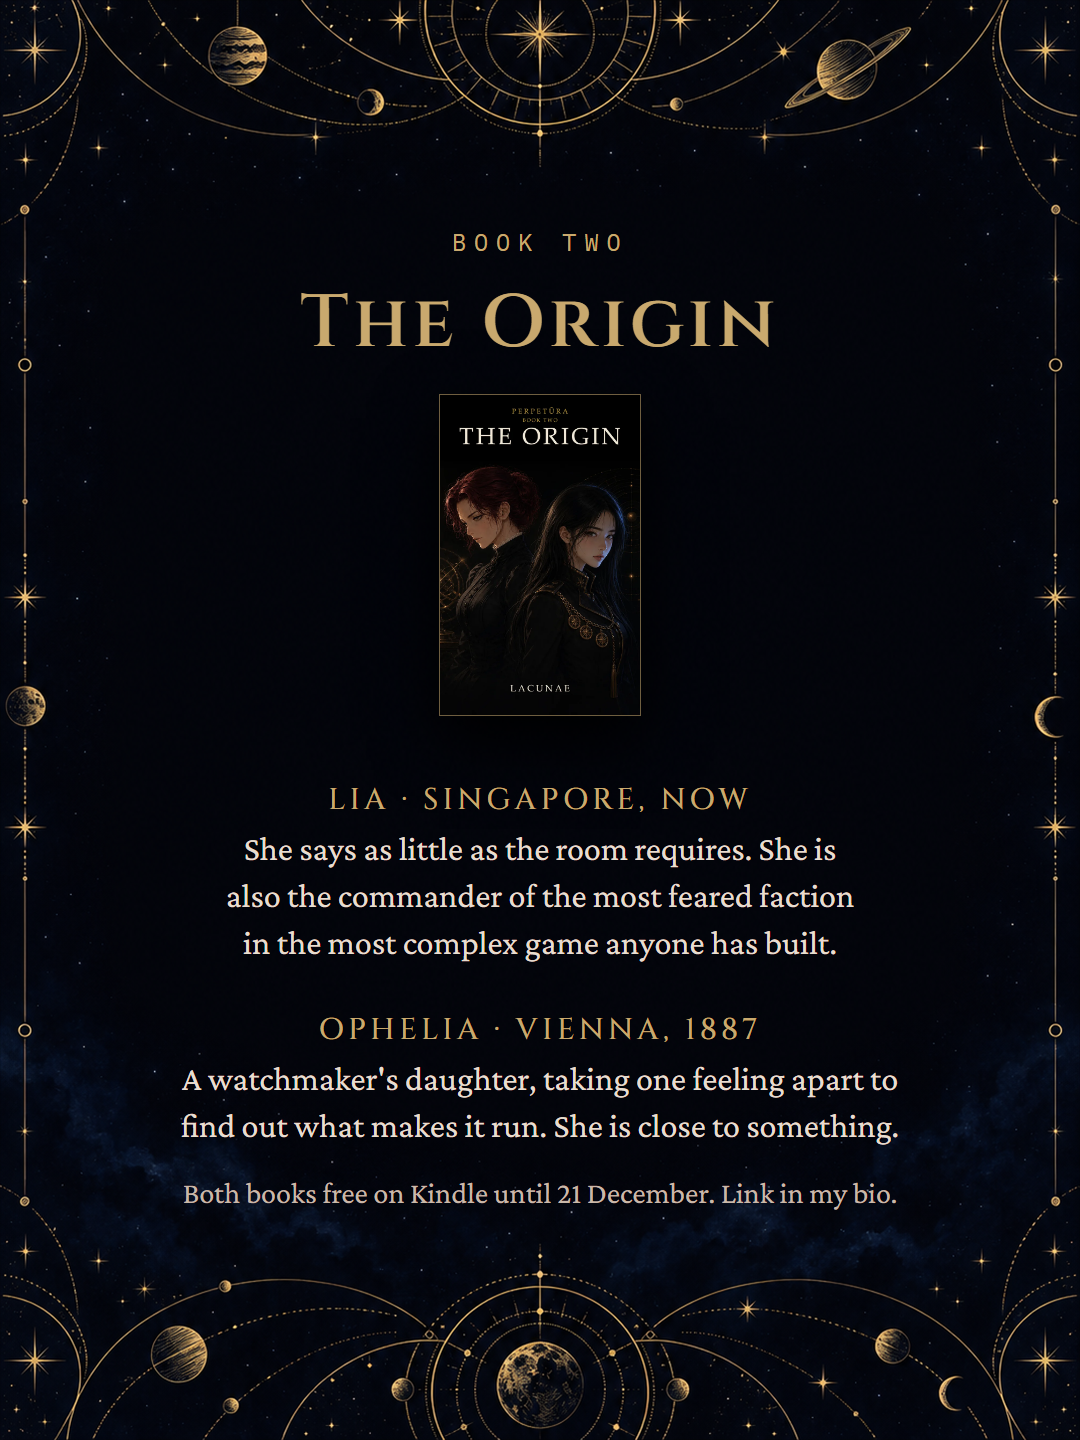 BOOK TWO
THE ORIGIN
PERPETŪRA
BOOK TWO
THE ORIGIN
LACUNAE
LIA · SINGAPORE, NOW
She says as little as the room requires. She is
also the commander of the most feared faction
in the most complex game anyone has built.
OPHELIA · VIENNA, 1887
A watchmaker's daughter, taking one feeling apart to
find out what makes it run. She is close to something.
Both books free on Kindle until 21 December. Link in my bio.